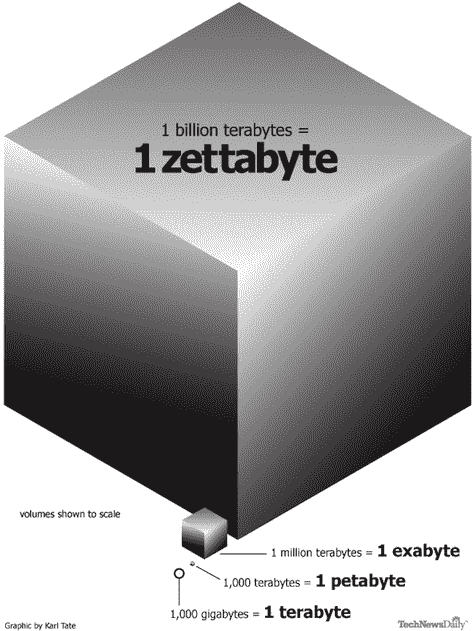 1 billion terabytes =
1 zettabyte
volumes shown to scale
1 million terabytes = 1 exabyte
1,000 terabytes = 1 petabyte
1,000 gigabytes = 1 terabyte
Graphic by Karl Tate
TechNewsDaily